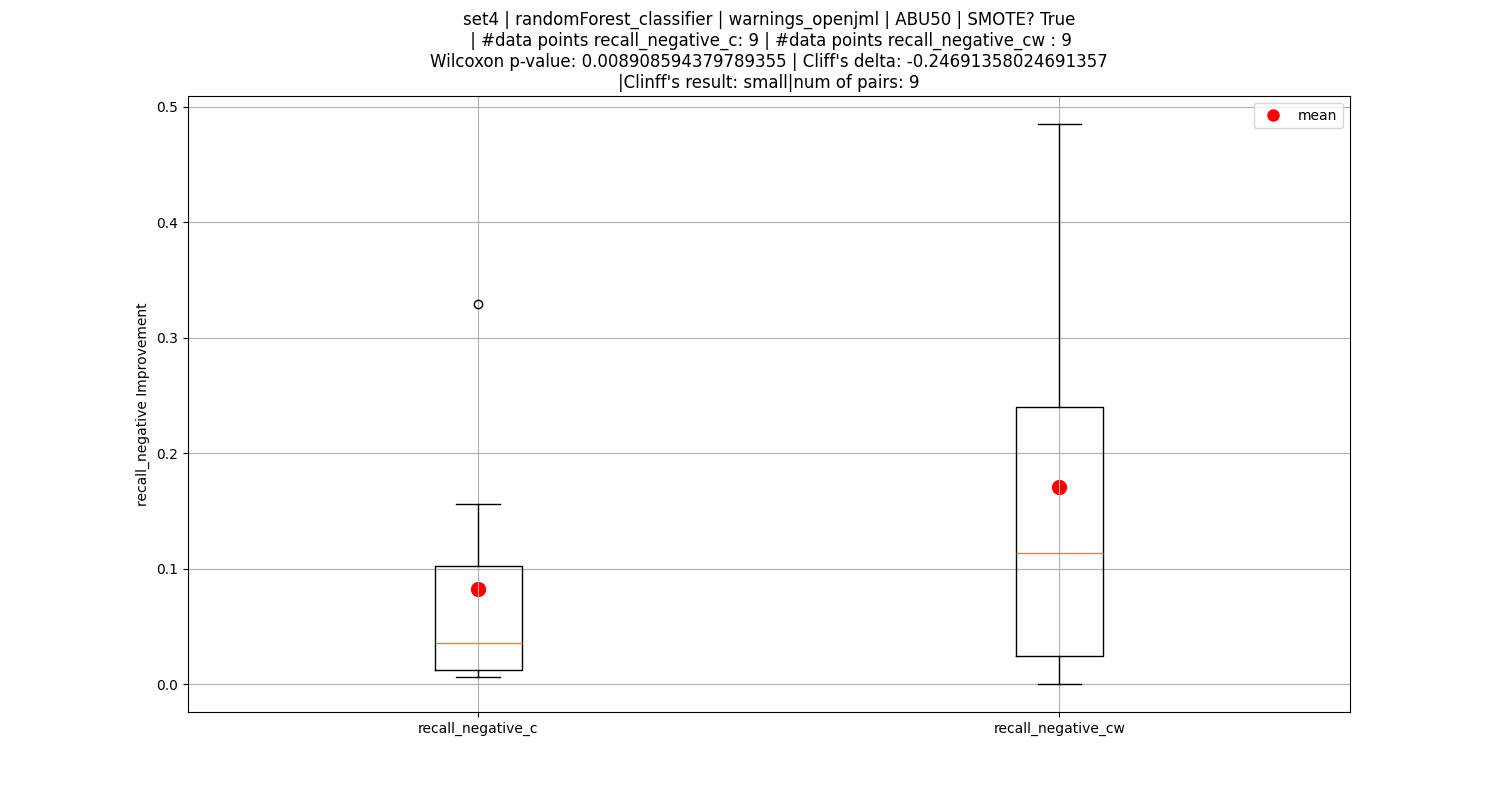 set4 | randomForest_classifier | warnings_openjml | ABU50 | SMOTE? True
| #data points recall_negative_c: 9 | #data points recall_negative_cw : 9
Wilcoxon p-value: 0.008908594379789355 | Cliff's delta: -0.24691358024691357
|Clinff's result: small|num of pairs: 9
mean
0.5
0.4
0.3
0.2
0.1
0.0
recall_negative Improvement
recall_negative_c
recall_negative_cw